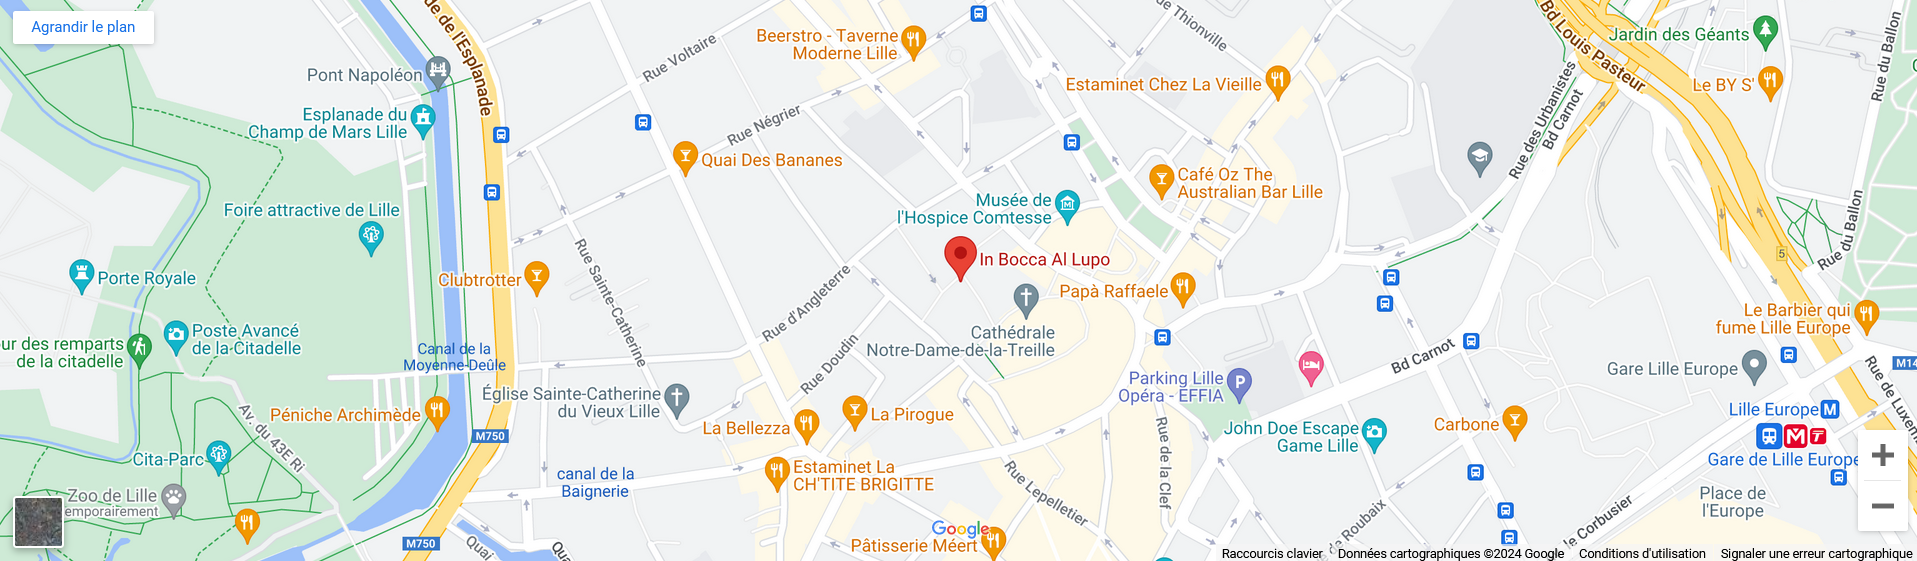 Agrandir le plan
de de l'Esplanade
Rue Voltaire
Beerstro - Taverne
Moderne Lille
Rue Thionville
Bd Louis Pasteur
Jardin des Géants
Rue du Ballon
Pont Napoléon
Estaminet Chez La Vieille
Le BY S'
Esplanade du
Champ de Mars Lille
Rue Négrier
Rue des Urbanistes
Bd Carnot
Quai Des Bananes
Café Oz The
Australian Bar Lille
Musée de
l'Hospice Comtesse
Foire attractive de Lille
Rue du Ballon
Rue Sainte-Catherine
In Bocca Al Lupo
5
Porte Royale
Clubtrotter
Rue d'Angleterre
Papà Raffaele
Le Barbier qui
fume Lille Europe
Poste Avancé
de la Citadelle
our des remparts
de la citadelle
Canal de la
Moyenne-Deûle
Cathédrale
Notre-Dame-de-la-Treille
Rue Doudin
Bd Carnot
Gare Lille Europe
M14
Église Sainte-Catherine
du Vieux Lille
Parking Lille
Opéra - EFFIA
P
Rue de Luxem
Av. du 43E Ri
Péniche Archimède
La Pirogue
La Bellezza
Lille Europe
M
M T
Gare de Lille Europe
M750
John Doe Escape
Game Lille
Carbone
Rue de la Clef
Cita-Parc
Estaminet La
CH'TITE BRIGITTE
canal de la
Baignerie
Rue Lepelletier
Zoo de Lille
emporairement
Place de
l'Europe
de Roubaix
le Corbusier
Google
M750
Quai
Qua
Pâtisserie Méert
Raccourcis clavier
Données cartographiques ©2024 Google
Conditions d'utilisation
Signaler une erreur cartographique